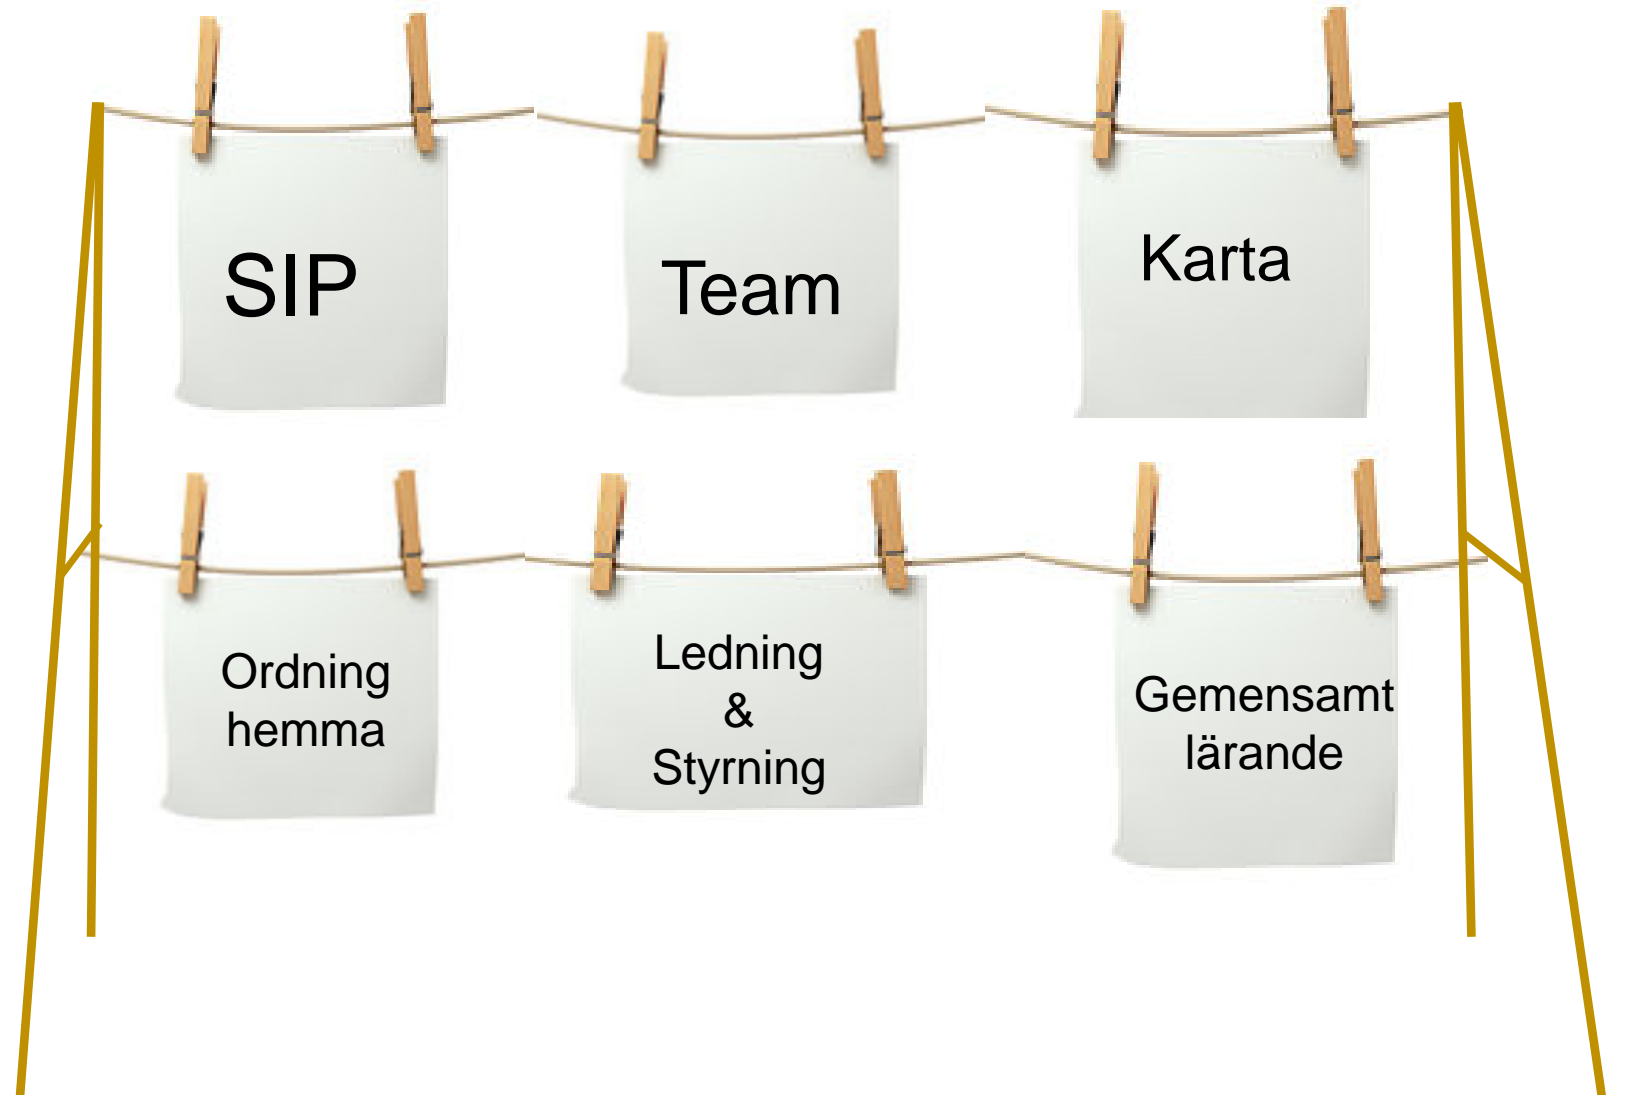 SIP
Team
Karta
Ordning
hemma
Ledning
&
Styrning
Gemensamt
lärande